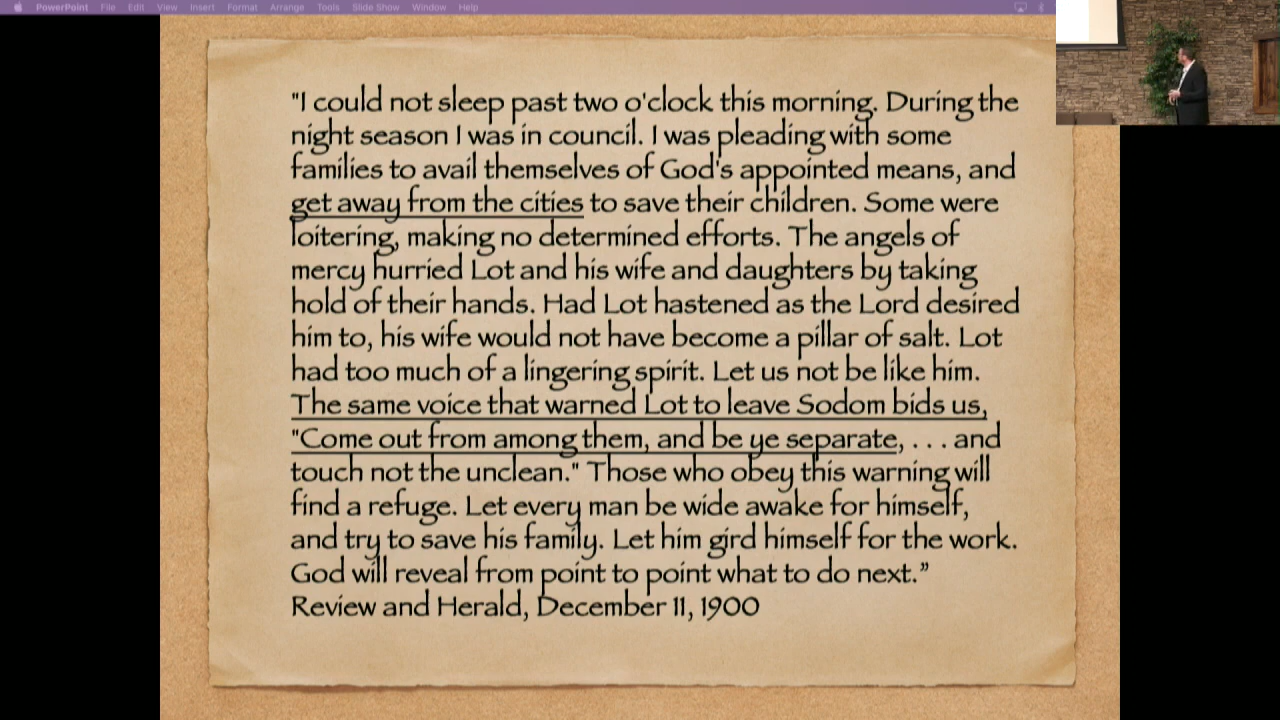 PowerPoint File Edit View Insert Format Arrange Tools Slide Show Window Help
"I could not sleep past two o'clock this morning. During the
night season I was in council. I was pleading with some
families to avail themselves of God's appointed means, and
get away from the cities to save their children. Some were
loitering, making no determined efforts. The angels of
mercy hurried Lot and his wife and daughters by taking
hold of their hands. Had Lot hastened as the Lord desired
him to, his wife would not have become a pillar of salt. Lot
had too much of a lingering spirit. Let us not be like him.
The same voice that warned Lot to leave Sodom bids us,
"Come out from among them, and be ye separate, . . . and
touch not the unclean." Those who obey this warning will
find a refuge. Let every man be wide awake for himself,
and try to save his family. Let him gird himself for the work.
God will reveal from point to point what to do next.”
Review and Herald, December 11, 1900